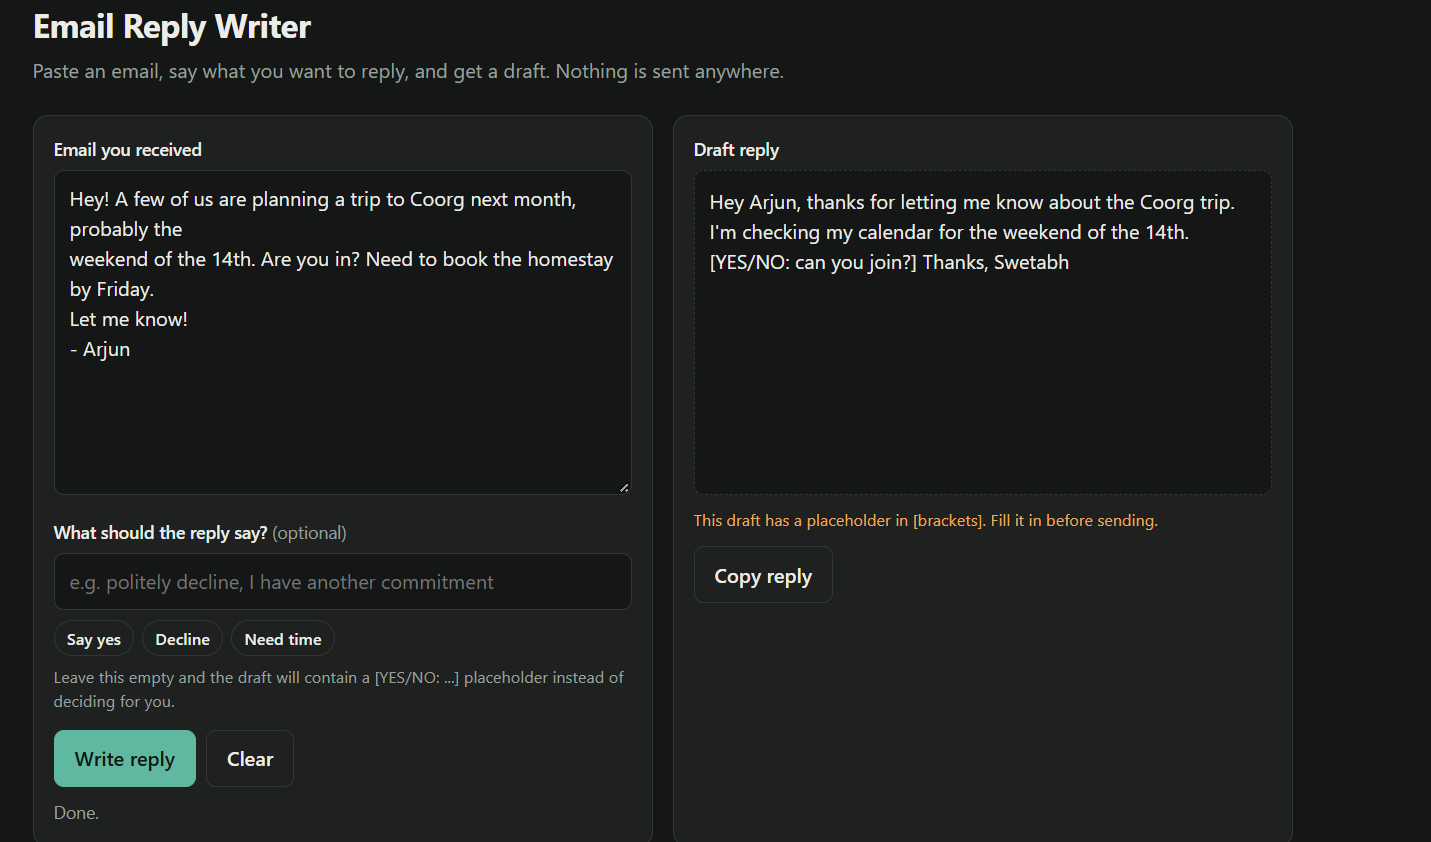 Email Reply Writer
Paste an email, say what you want to reply, and get a draft. Nothing is sent anywhere.
Email you received
Hey! A few of us are planning a trip to Coorg next month,
probably the
weekend of the 14th. Are you in? Need to book the homestay
by Friday.
Let me know!
- Arjun
What should the reply say? (optional)
e.g. politely decline, I have another commitment
Say yes
Decline
Need time
Leave this empty and the draft will contain a [YES/NO: ...] placeholder instead of
deciding for you.
Write reply
Clear
Done.
Draft reply
Hey Arjun, thanks for letting me know about the Coorg trip.
I'm checking my calendar for the weekend of the 14th.
[YES/NO: can you join?] Thanks, Swetabh
This draft has a placeholder in [brackets]. Fill it in before sending.
Copy reply